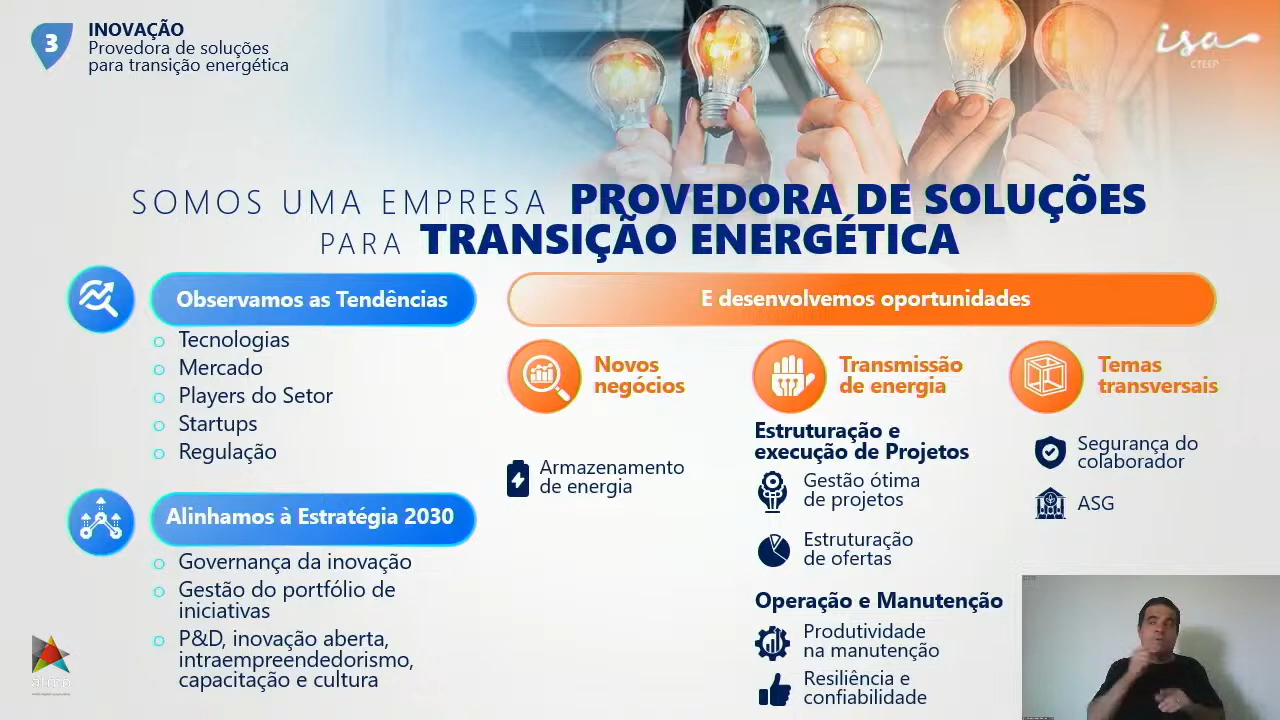 3
INOVAÇÃO
Provedora de soluções
para transição energética
isa
CTEEP
SOMOS UMA EMPRESA PROVEDORA DE SOLUÇÕES
PARA TRANSIÇÃO ENERGÉTICA
Observamos as Tendências
Tecnologias
Mercado
Players do Setor
Startups
Regulação
Alinhamos à Estratégia 2030
Governança da inovação
Gestão do portfólio de
iniciativas
P&D, inovação aberta,
intraempreendedorismo,
capacitação e cultura
E desenvolvemos oportunidades
Novos
negócios
Armazenamento
de energia
Transmissão
de energia
Estruturação e
execução de Projetos
Gestão ótima
de projetos
Estruturação
de ofertas
Operação e Manutenção
Produtividade
na manutenção
Resiliência e
confiabilidade
Temas
transversais
Segurança do
colaborador
ASG